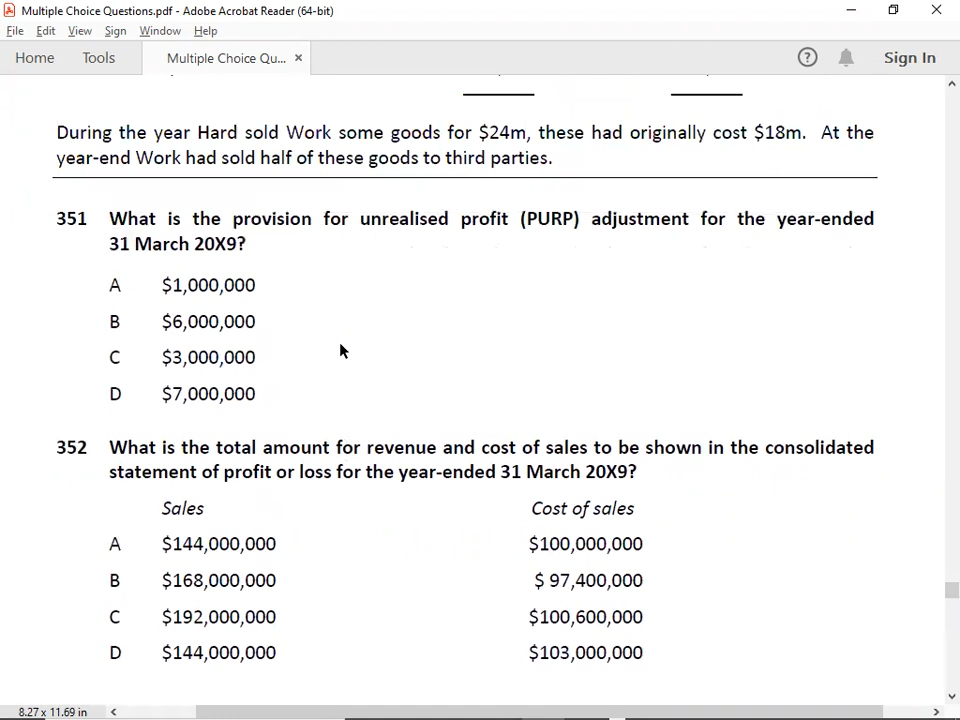 Multiple Choice Questions.pdf - Adobe Acrobat Reader (64-bit)
File Edit View Sign Window Help
Home Tools Multiple Choice Qu... × ? Sign In
During the year Hard sold Work some goods for $24m, these had originally cost $18m. At the
year-end Work had sold half of these goods to third parties.
351 What is the provision for unrealised profit (PURP) adjustment for the year-ended
31 March 20X9?
A $1,000,000
B $6,000,000
C $3,000,000
D $7,000,000
352 What is the total amount for revenue and cost of sales to be shown in the consolidated
statement of profit or loss for the year-ended 31 March 20X9?
Sales Cost of sales
A $144,000,000 $100,000,000
B $168,000,000 $ 97,400,000
C $192,000,000 $100,600,000
D $144,000,000 $103,000,000
8.27 x 11.69 in